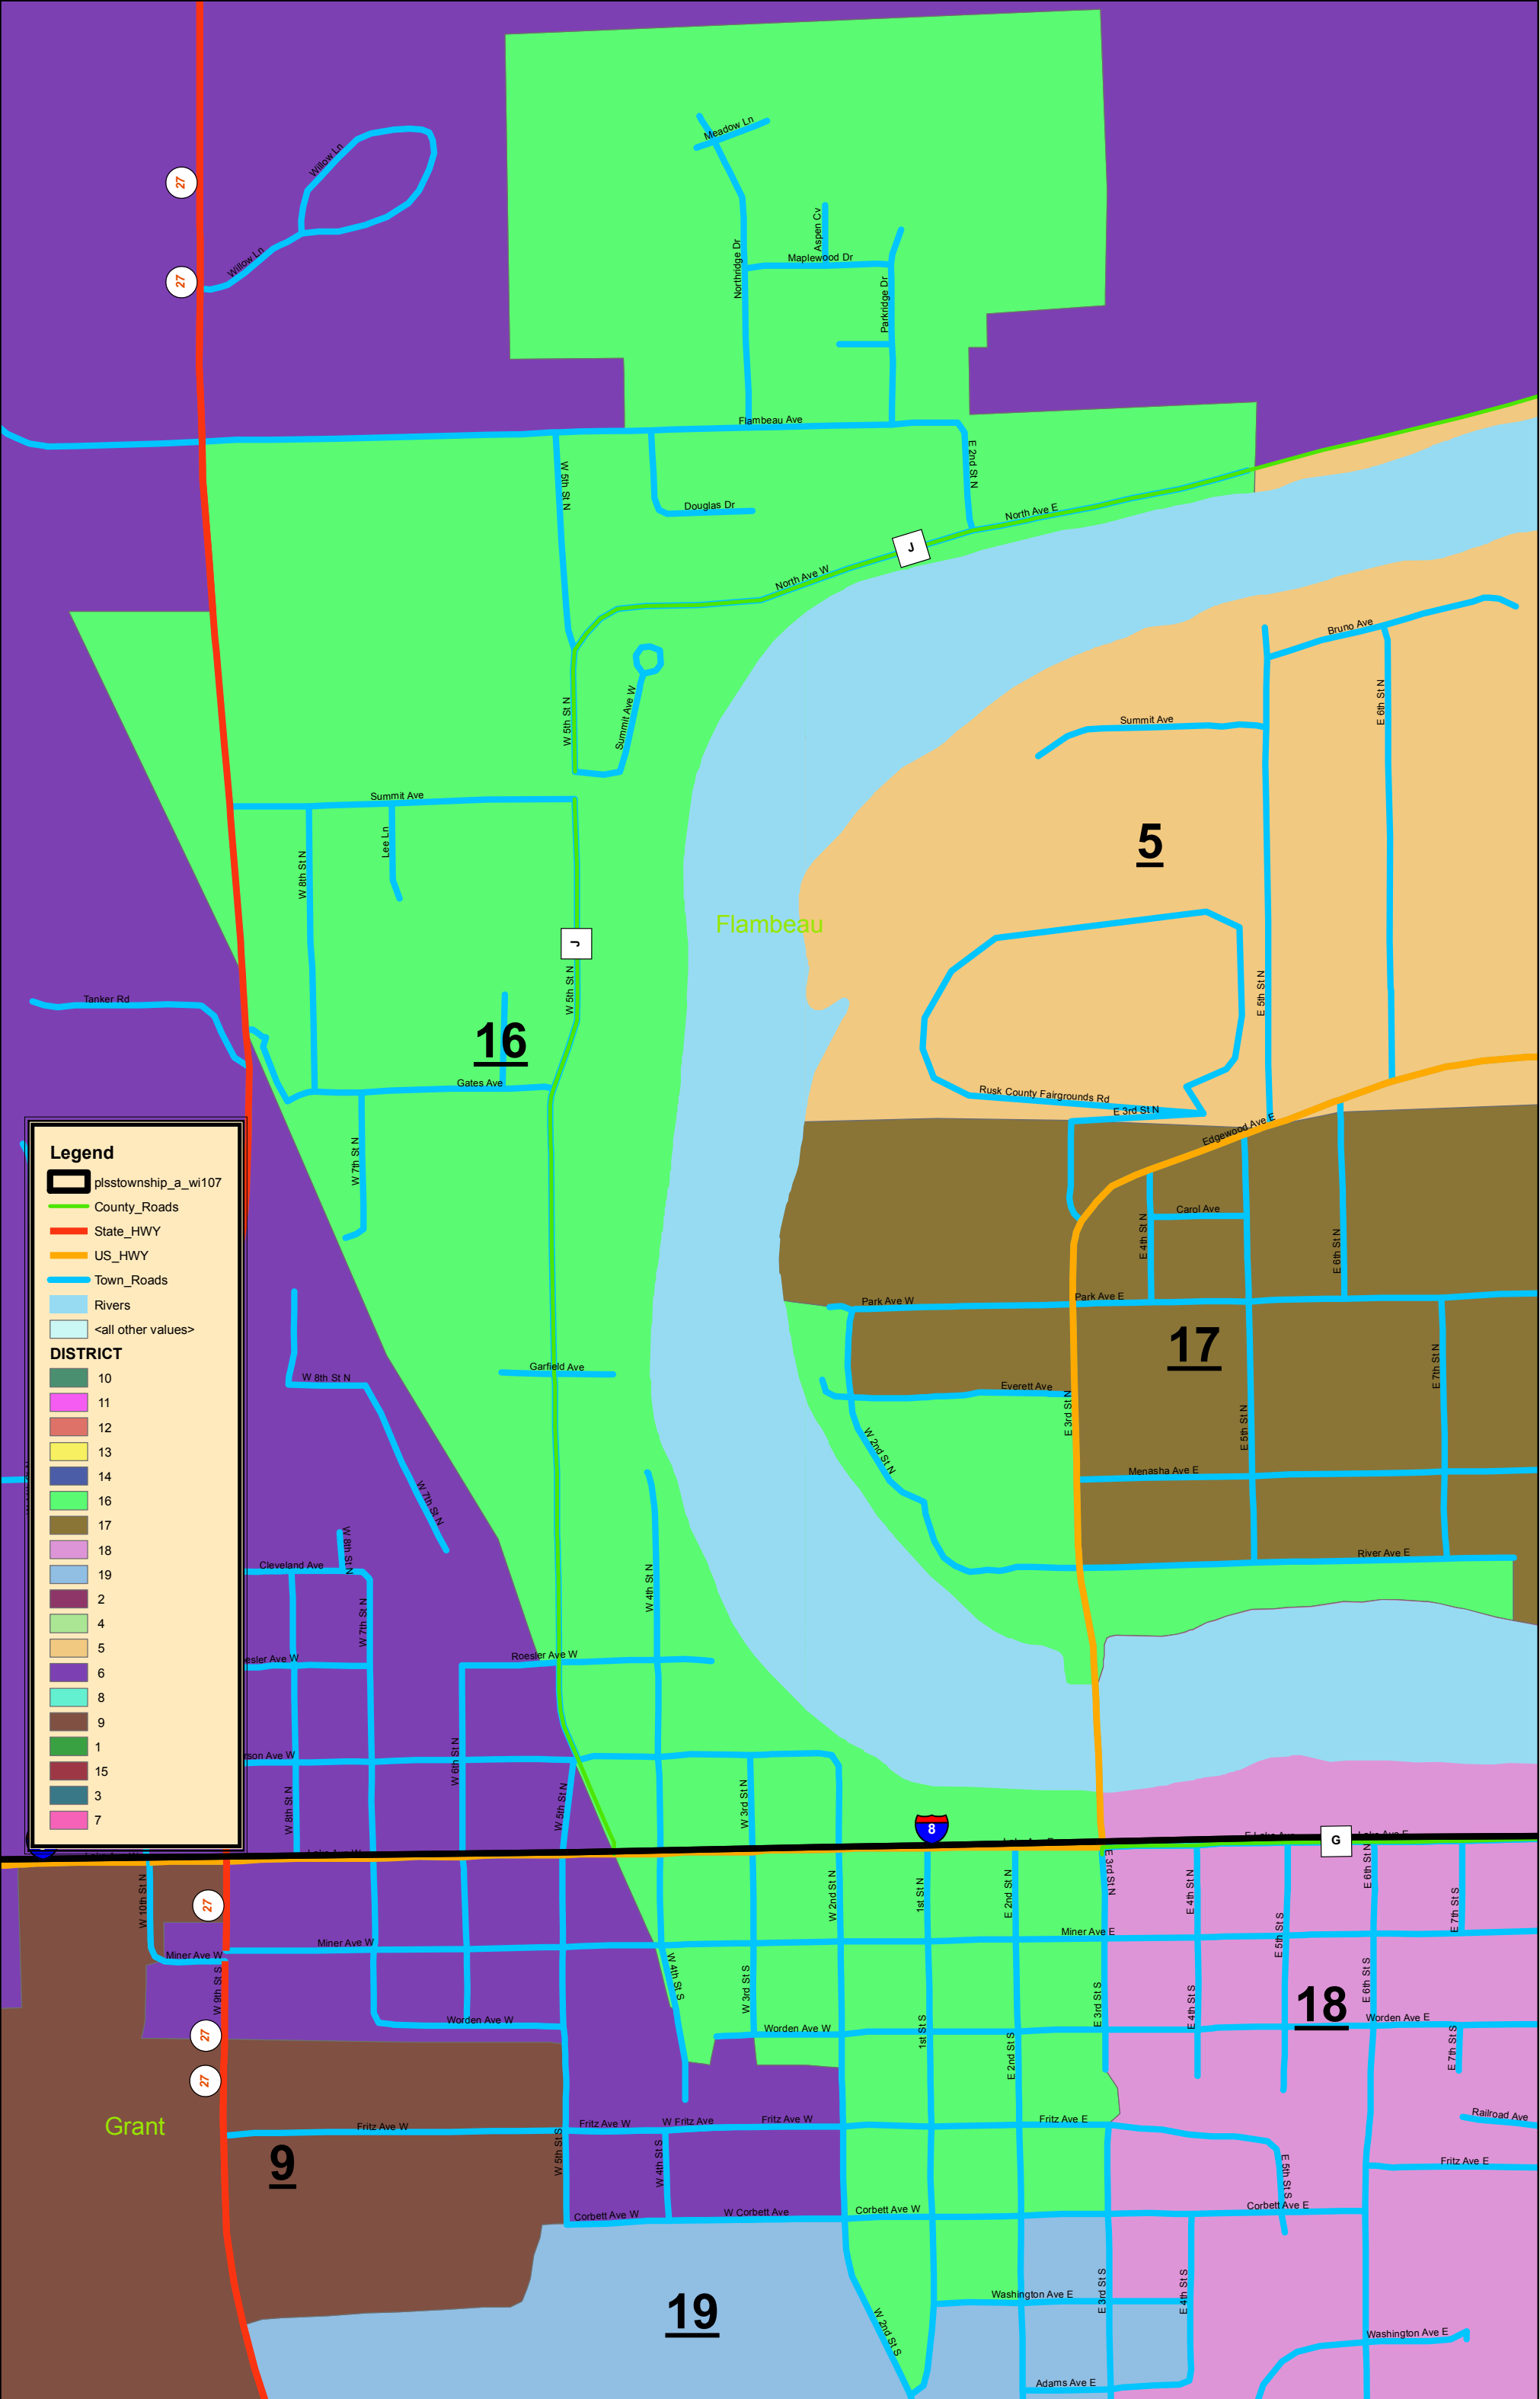 Meadow Ln
Willow Ln
27
Aspen Cv
Northridge Dr
Maplewood Dr
Willow Ln
27
Parkridge Dr
Flambeau Ave
W 5th St N
E 2nd St N
Douglas Dr
North Ave E
J
North Ave W
Bruno Ave
W 5th St N
Summit Ave W
E 6th St N
Summit Ave
Summit Ave
Lee Ln
5
W 8th St N
Flambeau
J
W 5th St N
E 5th St N
Tanker Rd
16
Gates Ave
Rusk County Fairgrounds Rd
E 3rd St N
Edgewood Ave E
W 7th St N
Carol Ave
E 4th St N
E 6th St N
Park Ave W
Park Ave E
17
Garfield Ave
W 8th St N
Everett Ave
E 3rd St N
E 5th St N
E 7th St N
W 2nd St N
Menasha Ave E
W 7th St N
W 8th St N
Cleveland Ave
W 4th St N
River Ave E
W 7th St N
esler Ave W
Roesler Ave W
rson Ave W
W 6th St N
W 8th St N
W 5th St N
W 3rd St N
8
G
Legend
plsstownship_a_wi107
County_Roads
State_HWY
US_HWY
Town_Roads
Rivers
<all other values>
DISTRICT
10
11
12
13
14
16
17
18
19
2
4
5
6
8
9
1
15
3
7
W 10th St N
27
W 2nd St N
1st St N
E 2nd St N
E 3rd St N
E 4th St N
E 6th St N
E 7th St S
Miner Ave W
Miner Ave W
Miner Ave E
E 5th St S
W 9th St S
W 4th St S
W 3rd St S
E 3rd St S
E 4th St S
E 6th St S
18
27
Worden Ave W
Worden Ave W
1st St S
E 2nd St S
Worden Ave E
E 7th St S
27
Grant
Fritz Ave W
Fritz Ave W
W Fritz Ave
Fritz Ave W
Fritz Ave E
Railroad Ave
9
W 5th St S
W 4th St S
E 5th St S
Fritz Ave E
Corbett Ave W
W Corbett Ave
Corbett Ave W
Corbett Ave E
19
Washington Ave E
E 3rd St S
E 4th St S
W 2nd St S
Washington Ave E
Adams Ave E